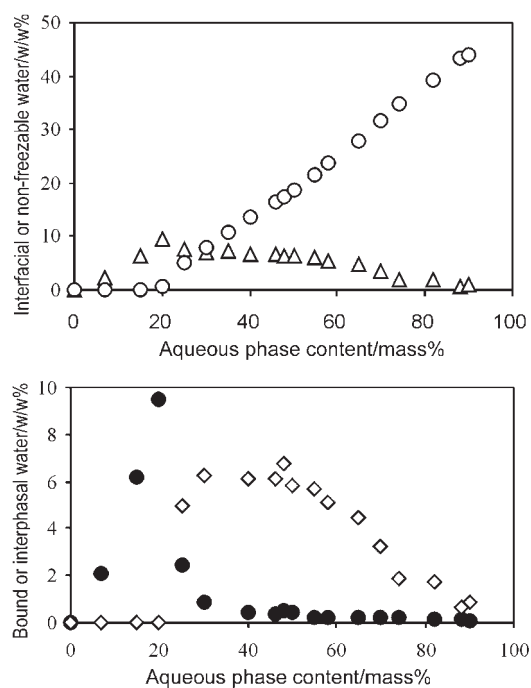 50
40
30
20
10
0
Interfacial or non-freezable water/w/w%
0 20 40 60 80 100
Aqueous phase content/mass%
10
8
6
4
2
0
Bound or interphasal water/w/w%
0 20 40 60 80 100
Aqueous phase content/mass%